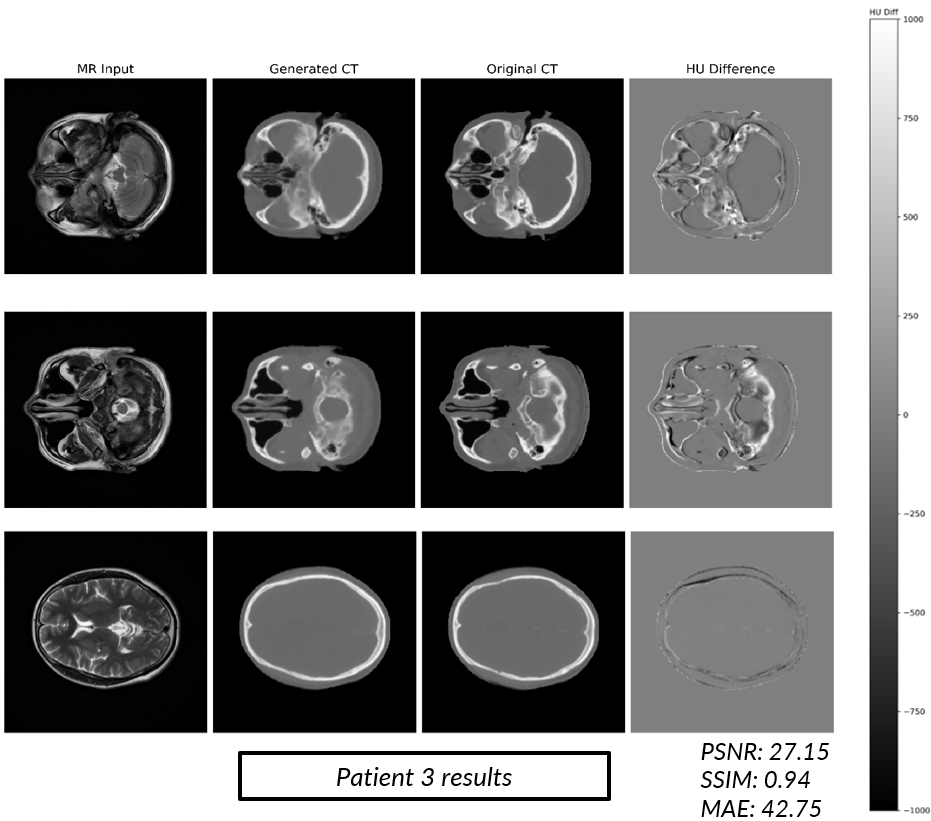 HU Diff
MR Input
Generated CT
Original CT
HU Difference
1000
750
500
250
0
−250
−500
−750
−1000
Patient 3 results
PSNR: 27.15
SSIM: 0.94
MAE: 42.75